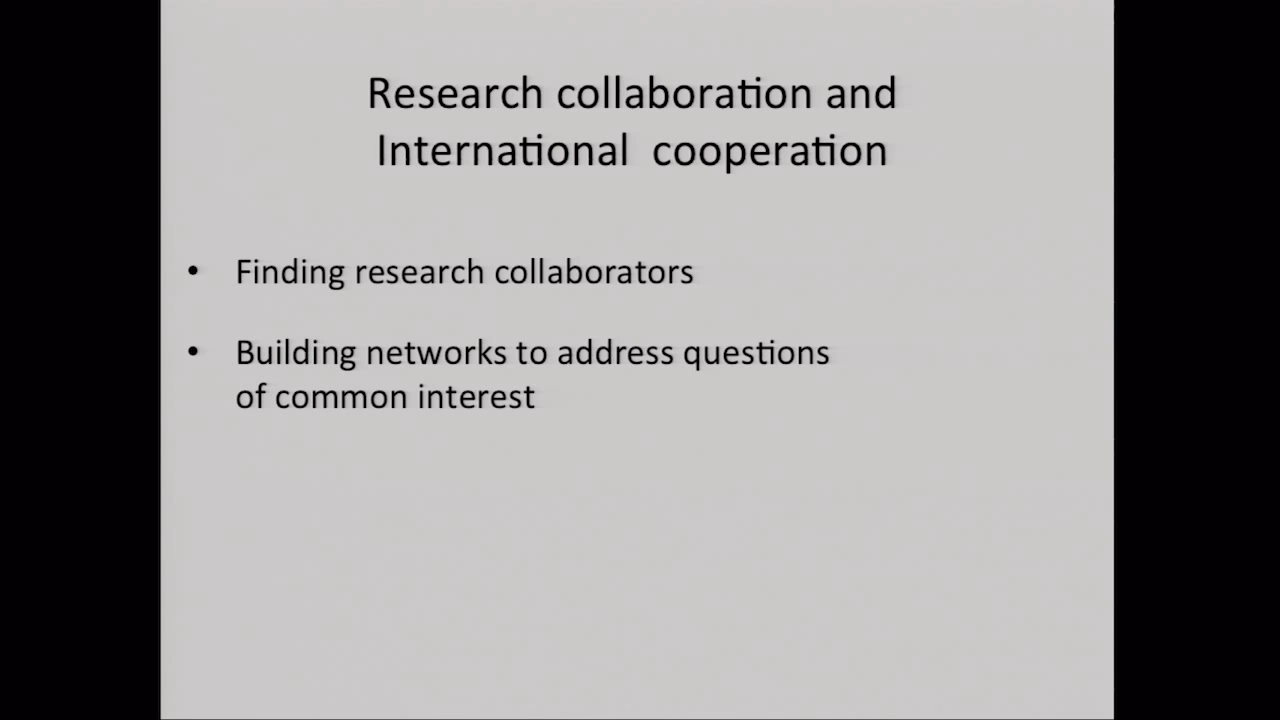 Research collaboration and
International  cooperation
• Finding research collaborators
• Building networks to address questions
of common interest